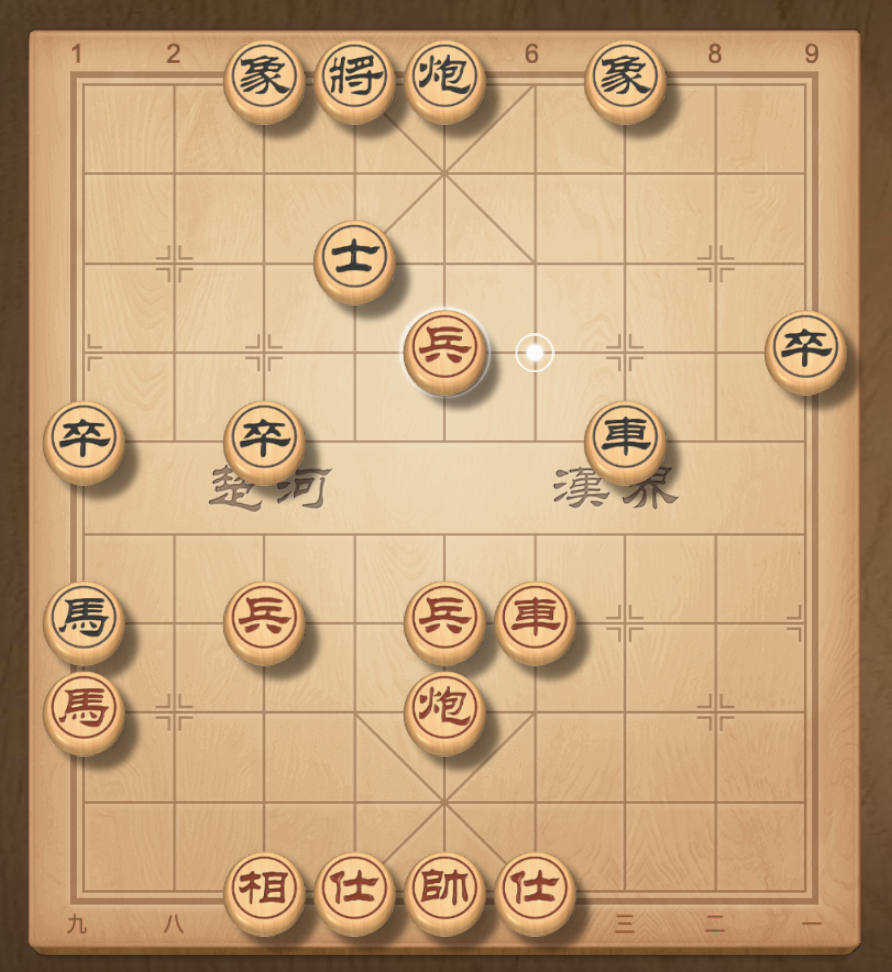 1 2 6 8 9
象 將 炮 象
士
兵 卒
卒 卒 車
楚河 漢界
馬 兵 兵 車
馬 炮
相 仕 帥 仕
九 八 三 二 一